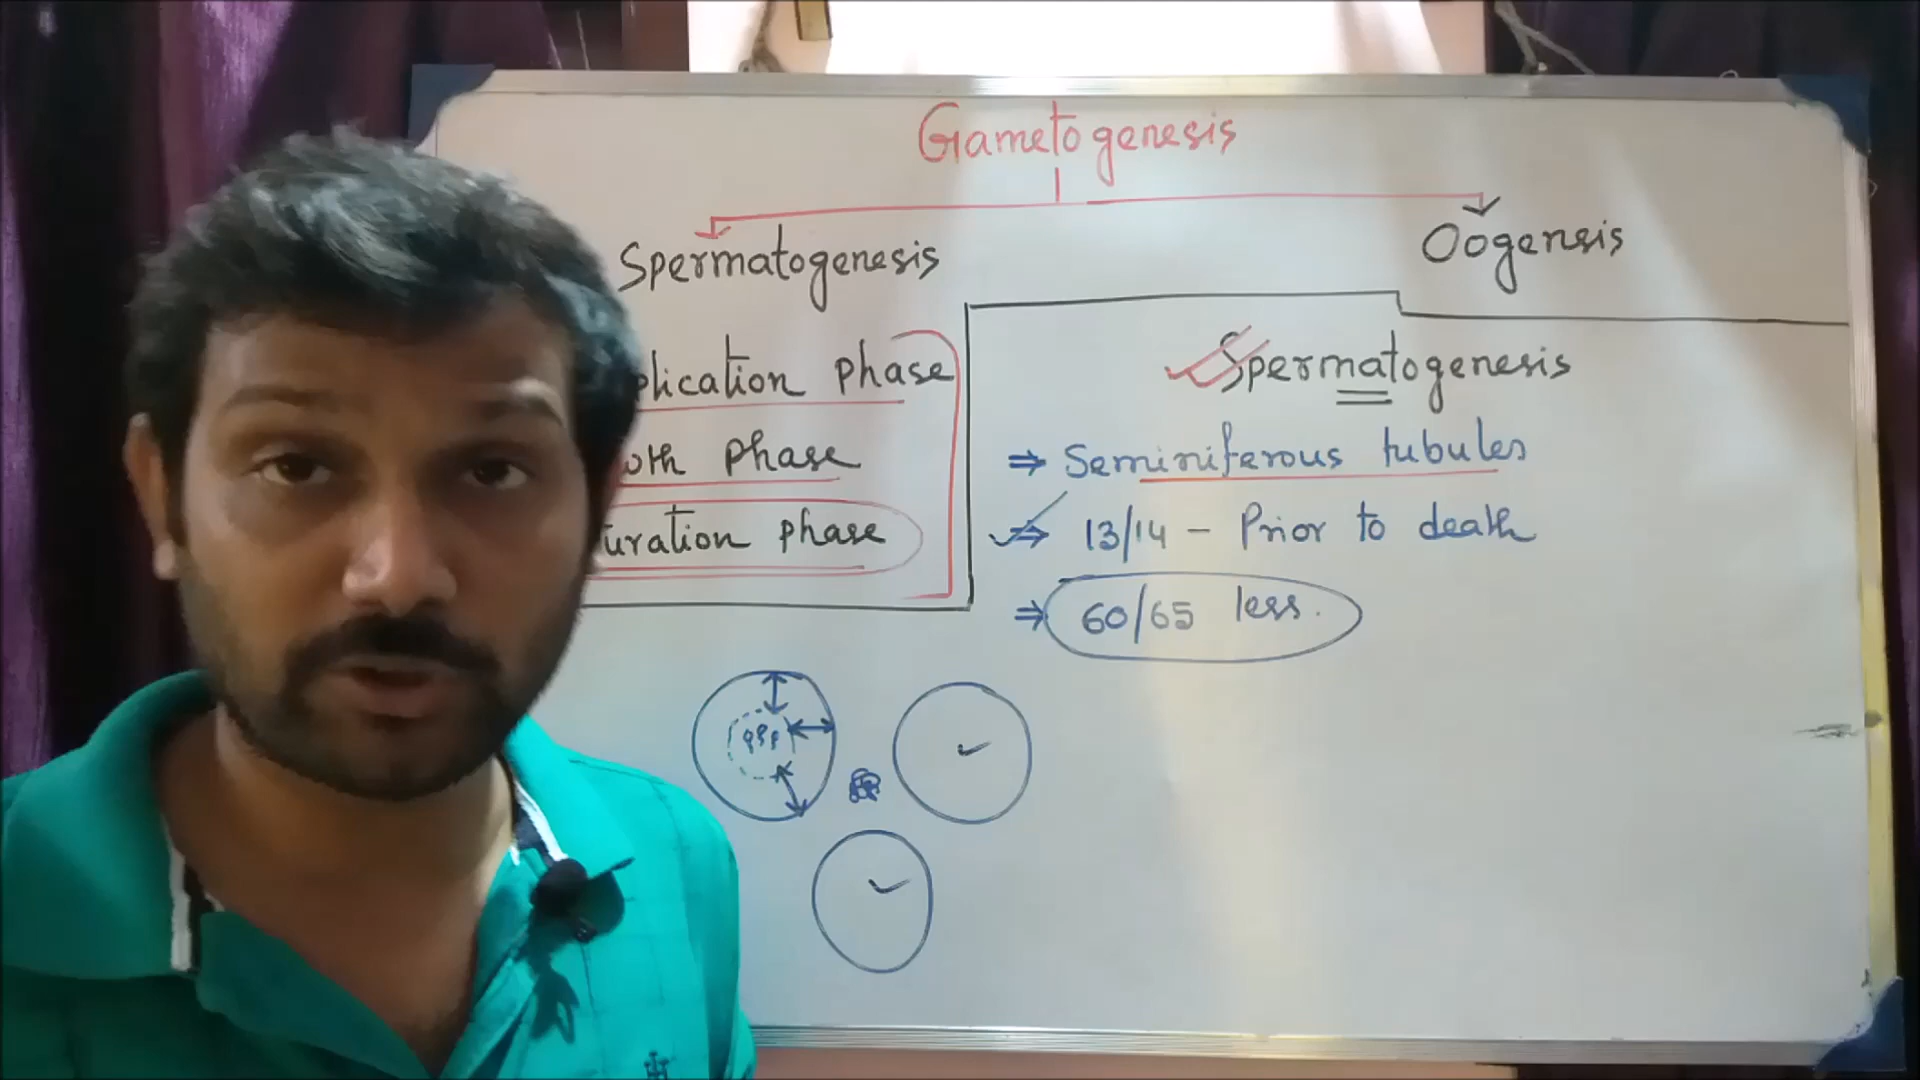 Gametogenesis
Spermatogenesis
Oogensis
plication phase
wth phase
uration phase
Spermatogenesis
⇒ Seminiferous tubules
⇒ 13/14 - Prior to death
⇒ 60/65 less.